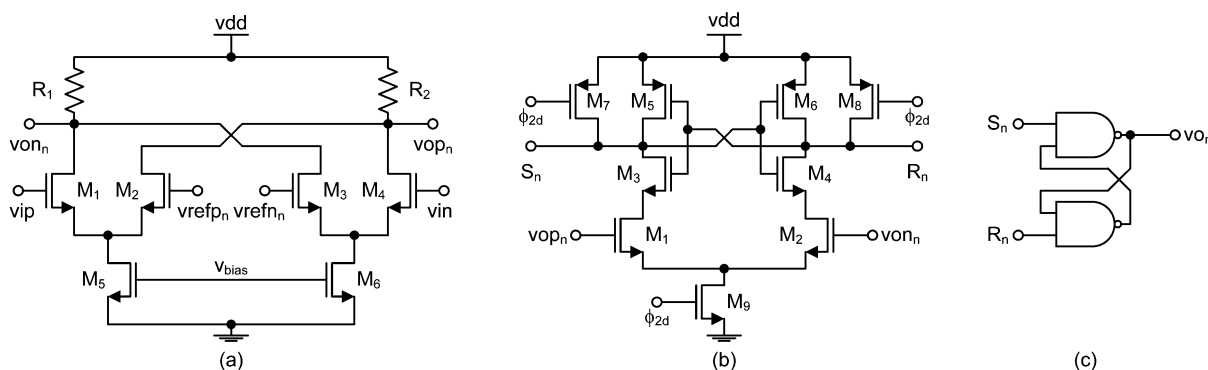 vdd
R1
R2
vonn
vopn
M1
M2
M3
M4
vip
vrefpn
vrefnn
vin
M5
vbias
M6
(a)
vdd
M7
M5
M6
M8
ϕ2d
ϕ2d
Sn
Rn
M3
M4
vopn
M1
M2
vonn
ϕ2d
M9
(b)
Sn
von
Rn
(c)